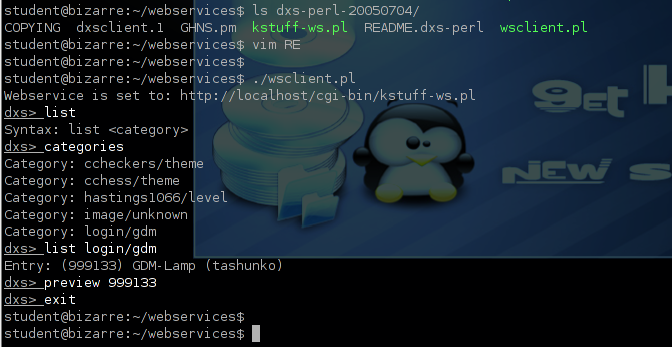 student@bizarre:~/webservices$ ls dxs-perl-20050704/
COPYING dxsclient.1 GHNS.pm kstuff-ws.pl README.dxs-perl wsclient.pl
student@bizarre:~/webservices$ vim RE
student@bizarre:~/webservices$
student@bizarre:~/webservices$ ./wsclient.pl
Webservice is set to: http://localhost/cgi-bin/kstuff-ws.pl
dxs> list
Syntax: list <category>
dxs> categories
Category: ccheckers/theme
Category: cchess/theme
Category: hastings1066/level
Category: image/unknown
Category: login/gdm
dxs> list login/gdm
Entry: (999133) GDM-Lamp (tashunko)
dxs> preview 999133
dxs> exit
student@bizarre:~/webservices$
student@bizarre:~/webservices$
get H
NEW S